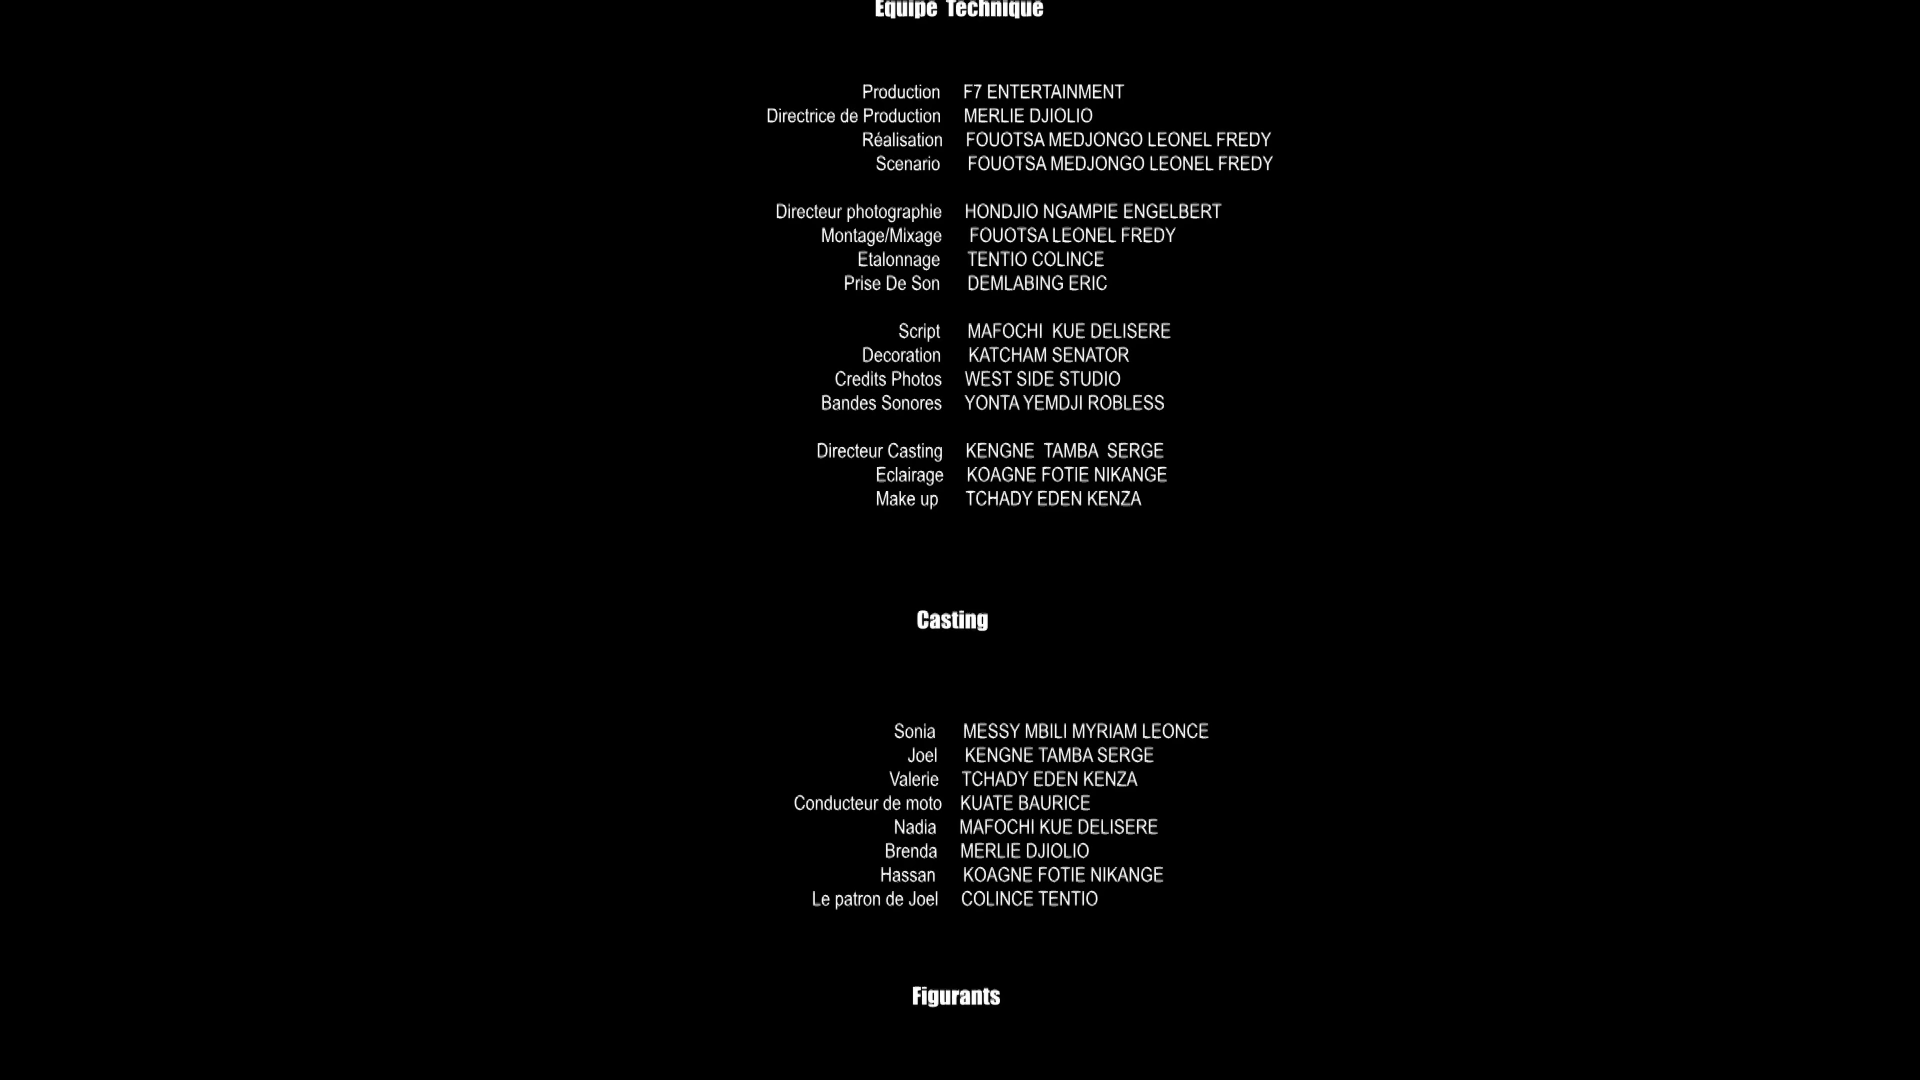 Equipe Technique
Production F7 ENTERTAINMENT
Directrice de Production MERLIE DJIOLIO
Réalisation FOUOTSA MEDJONGO LEONEL FREDY
Scenario FOUOTSA MEDJONGO LEONEL FREDY
Directeur photographie HONDJIO NGAMPIE ENGELBERT
Montage/Mixage FOUOTSA LEONEL FREDY
Etalonnage TENTIO COLINCE
Prise De Son DEMLABING ERIC
Script MAFOCHI KUE DELISERE
Decoration KATCHAM SENATOR
Credits Photos WEST SIDE STUDIO
Bandes Sonores YONTA YEMDJI ROBLESS
Directeur Casting KENGNE TAMBA SERGE
Eclairage KOAGNE FOTIE NIKANGE
Make up TCHADY EDEN KENZA
Casting
Sonia MESSY MBILI MYRIAM LEONCE
Joel KENGNE TAMBA SERGE
Valerie TCHADY EDEN KENZA
Conducteur de moto KUATE BAURICE
Nadia MAFOCHI KUE DELISERE
Brenda MERLIE DJIOLIO
Hassan KOAGNE FOTIE NIKANGE
Le patron de Joel COLINCE TENTIO
Figurants